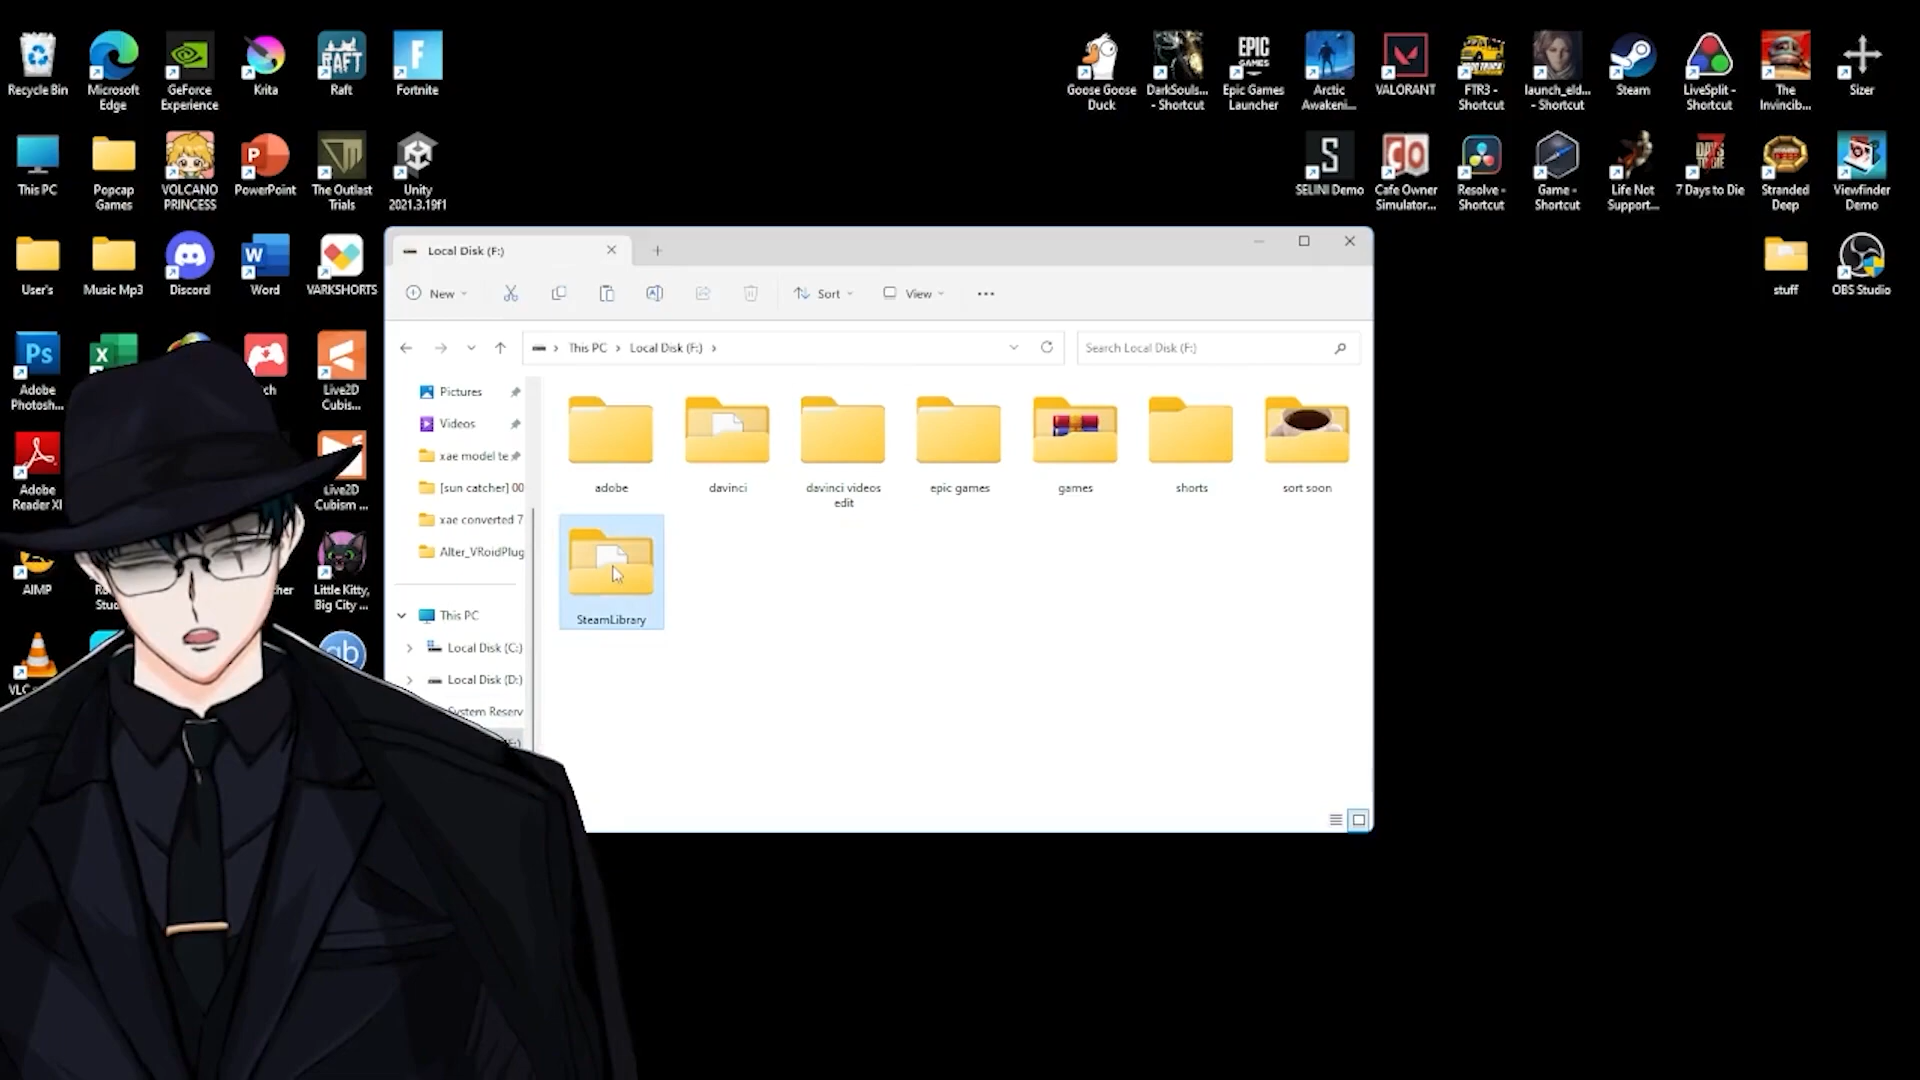 Recycle Bin
Microsoft
Edge
GeForce
Experience
Krita
Raft
Fortnite
Goose Goose
Duck
DarkSouls...
- Shortcut
Epic Games
Launcher
Arctic
Awakeni...
VALORANT
FTR3 -
Shortcut
launch_eld...
- Shortcut
Steam
LiveSplit -
Shortcut
The
Invincib...
Sizer
This PC
Popcap
Games
VOLCANO
PRINCESS
PowerPoint
The Outlast
Trials
Unity
2021.3.19f1
SELINI Demo
Cafe Owner
Simulator...
Resolve -
Shortcut
Game -
Shortcut
Life Not
Support...
7 Days to Die
Stranded
Deep
Viewfinder
Demo
User's
Music Mp3
Discord
Word
VARKSHORTS
stuff
OBS Studio
Adobe
Photosh...
Live2D
Cubis...
Adobe
Reader XI
Live2D
Cubism ...
AIMP
Little Kitty,
Big City ...
Local Disk (F:)
New
Sort
View
This PC
Local Disk (F:)
Search Local Disk (F:)
Pictures
Videos
xae model te
[sun catcher] 00
xae converted 7
Alter_VRoidPlug
This PC
Local Disk (C:)
Local Disk (D:)
System Reserv
adobe
davinci
davinci videos
edit
epic games
games
shorts
sort soon
SteamLibrary